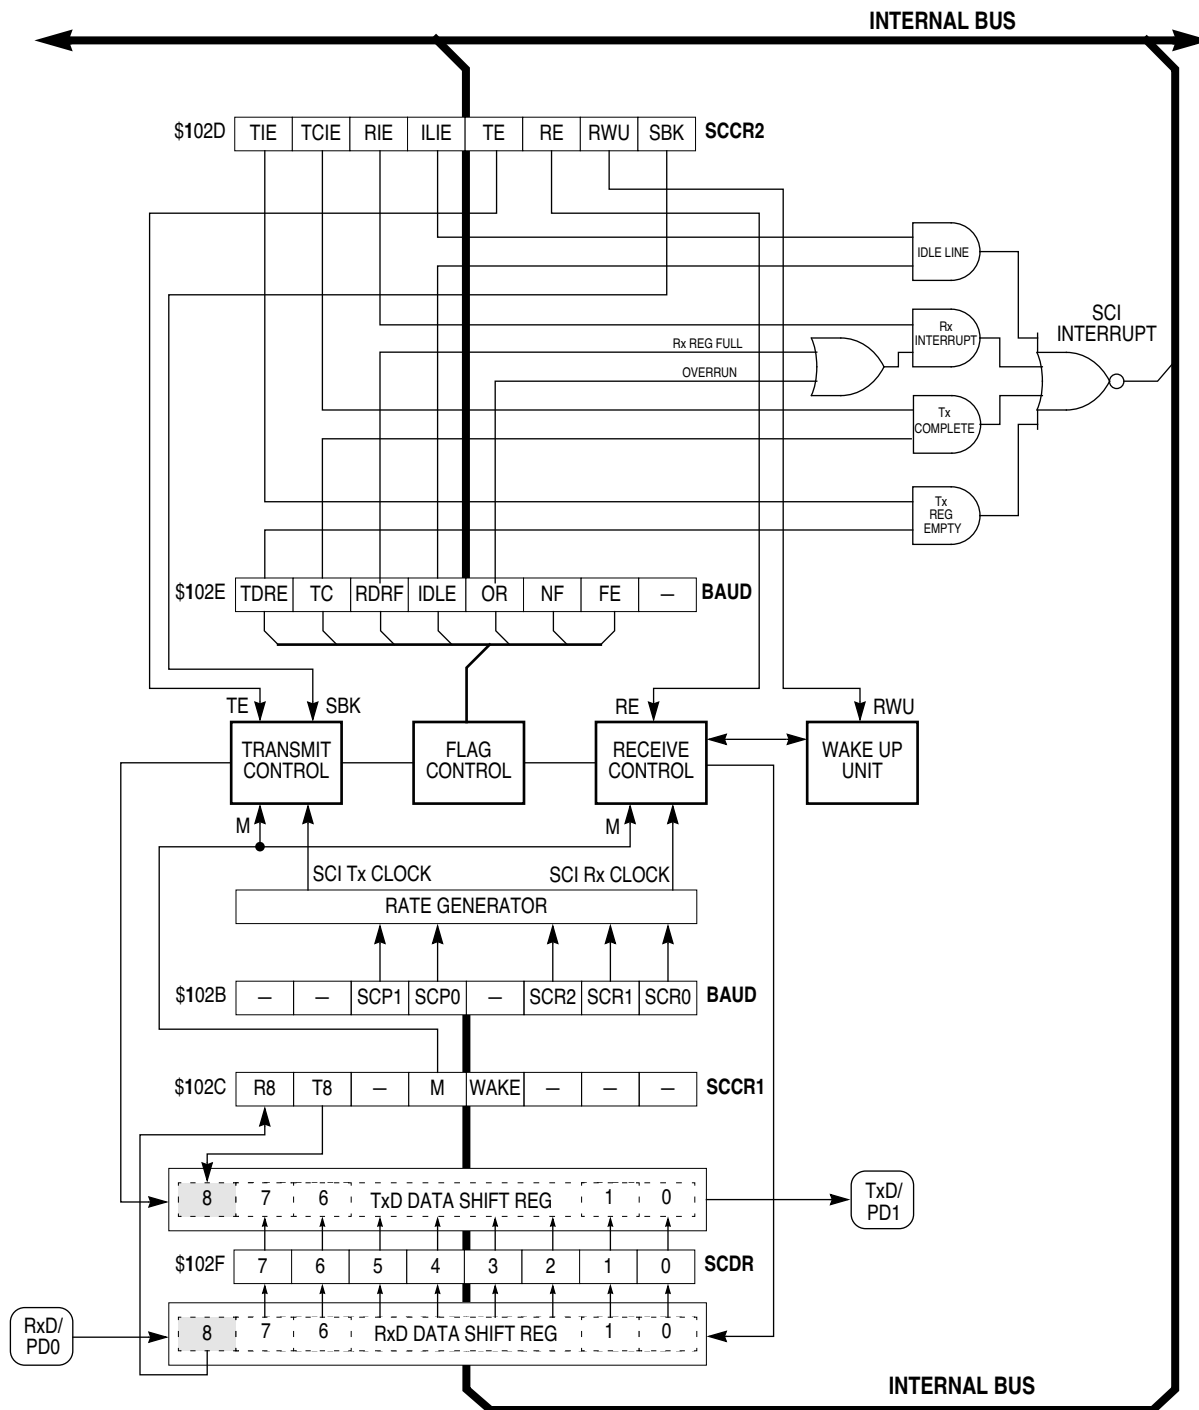 INTERNAL BUS
$102D TIE TCIE RIE ILIE TE RE RWU SBK SCCR2
IDLE LINE
SCI
INTERRUPT
Rx
INTERRUPT
Rx REG FULL
OVERRUN
Tx
COMPLETE
Tx
REG
EMPTY
$102E TDRE TC RDRF IDLE OR NF FE — BAUD
TE SBK RE RWU
TRANSMIT
CONTROL
FLAG
CONTROL
RECEIVE
CONTROL
WAKE UP
UNIT
M M
SCI Tx CLOCK SCI Rx CLOCK
RATE GENERATOR
$102B — — SCP1 SCP0 — SCR2 SCR1 SCR0 BAUD
$102C R8 T8 — M WAKE — — — SCCR1
8 7 6 TxD DATA SHIFT REG 1 0
TxD/
PD1
$102F 7 6 5 4 3 2 1 0 SCDR
RxD/
PD0
8 7 6 RxD DATA SHIFT REG 1 0
INTERNAL BUS